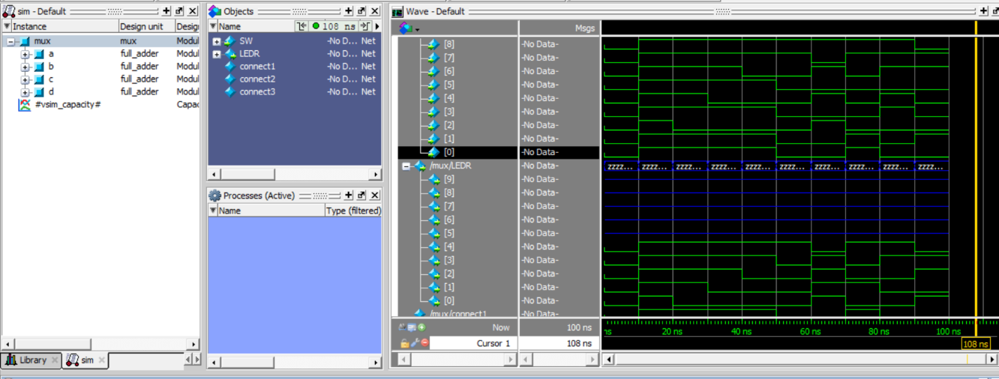 sim - Default
Instance Design unit Desig
mux mux Modul
a full_adder Modul
b full_adder Modul
c full_adder Modul
d full_adder Modul
#vsim_capacity# Capac
Library sim
Objects
Name 108 ns
SW -No D... Net
LEDR -No D... Net
connect1 -No D... Net
connect2 -No D... Net
connect3 -No D... Net
Processes (Active)
Name Type (filtered)
Wave - Default
Msgs
[8] -No Data-
[7] -No Data-
[6] -No Data-
[5] -No Data-
[4] -No Data-
[3] -No Data-
[2] -No Data-
[1] -No Data-
[0] -No Data-
/mux/LEDR -No Data- zzzz... zzzz... zzzz... zzzz... zzzz... zzzz... zzzz... zzzz... zzzz... zzzz...
[9] -No Data-
[8] -No Data-
[7] -No Data-
[6] -No Data-
[5] -No Data-
[4] -No Data-
[3] -No Data-
[2] -No Data-
[1] -No Data-
[0] -No Data-
/mux/connect1 -No Data-
Now 100 ns ns 20 ns 40 ns 60 ns 80 ns 100 ns
Cursor 1 108 ns 108 ns